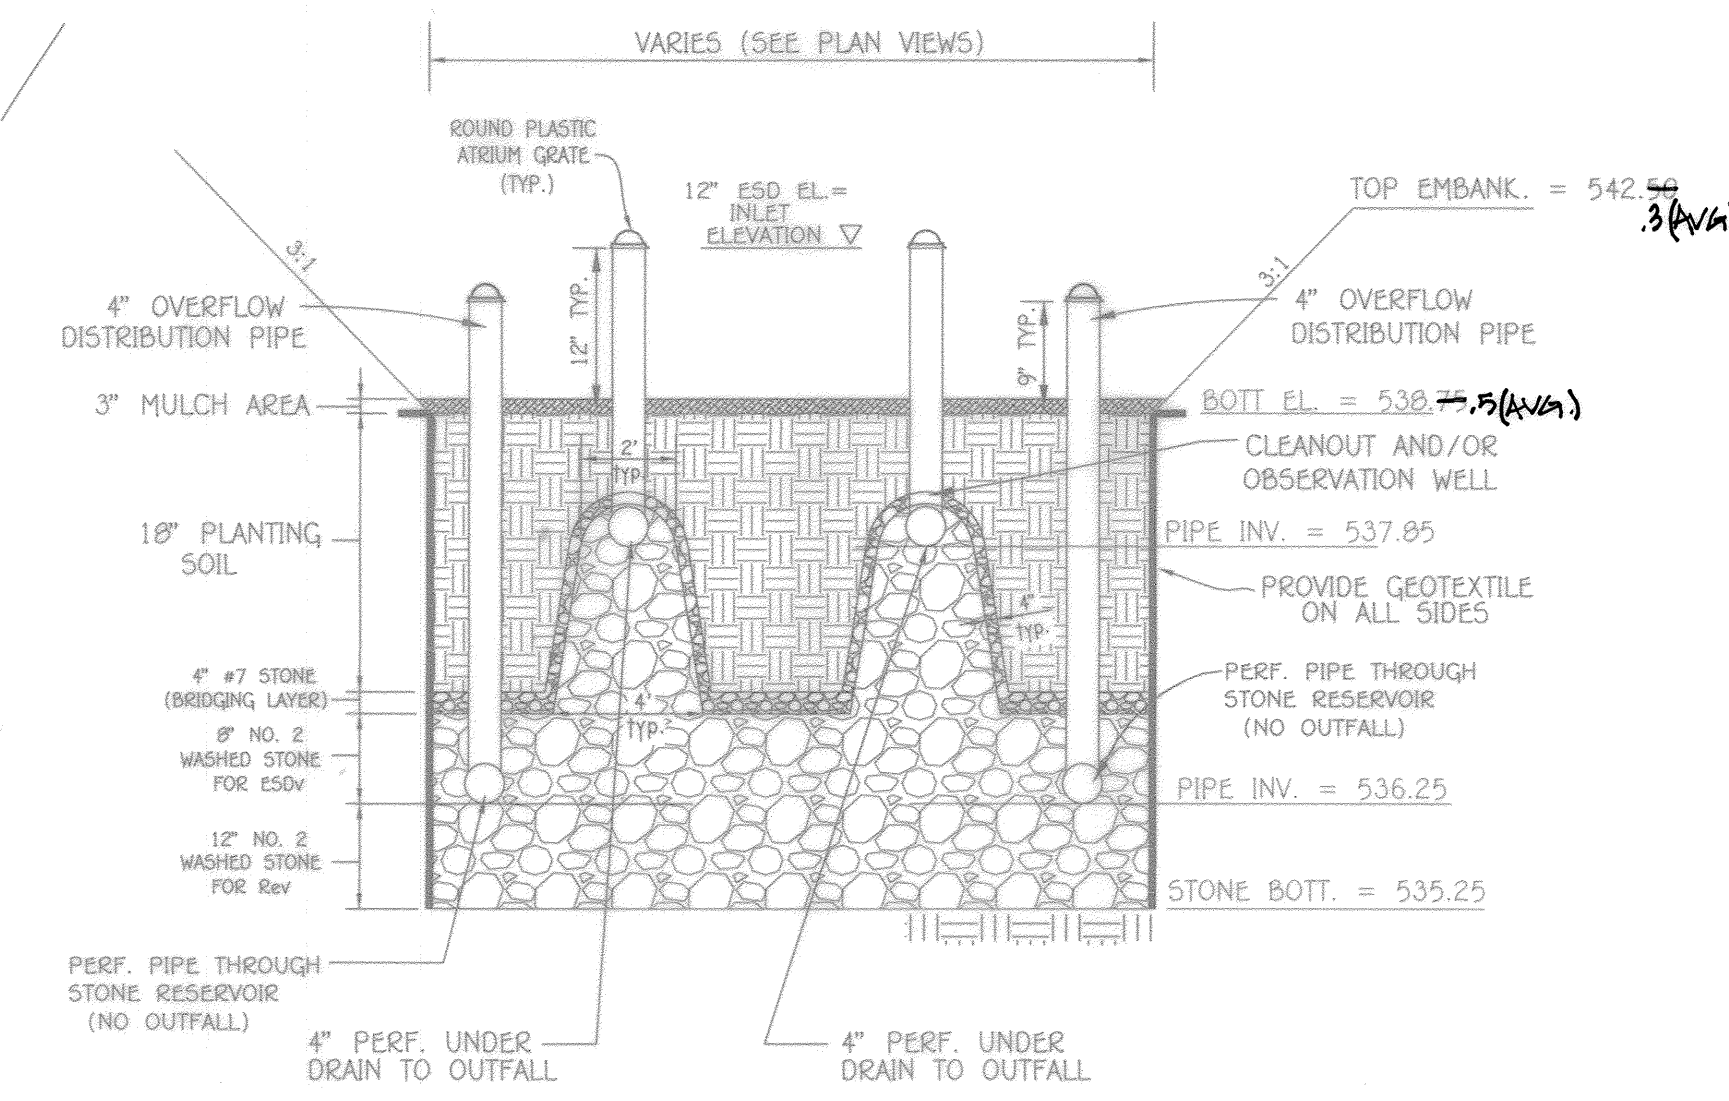 VARIES (SEE PLAN VIEWS)
ROUND PLASTIC
ATRIUM GRATE
(TYP.)
12" ESD EL.=
INLET
ELEVATION
TOP EMBANK. = 542.50
.3 (AVG
3:1
3:1
4" OVERFLOW
DISTRIBUTION PIPE
12" TYP.
9" TYP.
4" OVERFLOW
DISTRIBUTION PIPE
3" MULCH AREA
BOTT EL. = 538.75 .5 (AVG.)
2'
TYP.
CLEANOUT AND/OR
OBSERVATION WELL
18" PLANTING
SOIL
PIPE INV. = 537.85
PROVIDE GEOTEXTILE
ON ALL SIDES
4"
TYP.
4" #7 STONE
(BRIDGING LAYER)
4'
TYP.
PERF. PIPE THROUGH
STONE RESERVOIR
(NO OUTFALL)
8" NO. 2
WASHED STONE
FOR ESDv
PIPE INV. = 536.25
12" NO. 2
WASHED STONE
FOR Rev
STONE BOTT. = 535.25
PERF. PIPE THROUGH
STONE RESERVOIR
(NO OUTFALL)
4" PERF. UNDER
DRAIN TO OUTFALL
4" PERF. UNDER
DRAIN TO OUTFALL